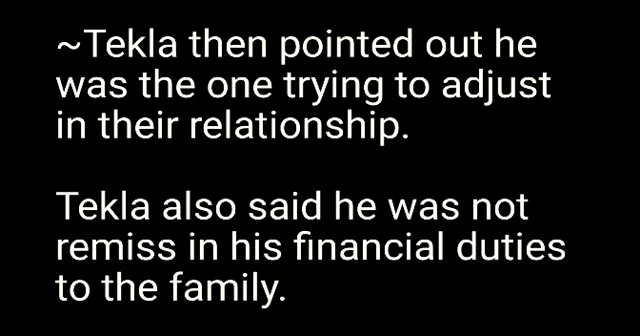 ~Tekla then pointed out he
was the one trying to adjust
in their relationship.
Tekla also said he was not
remiss in his financial duties
to the family.